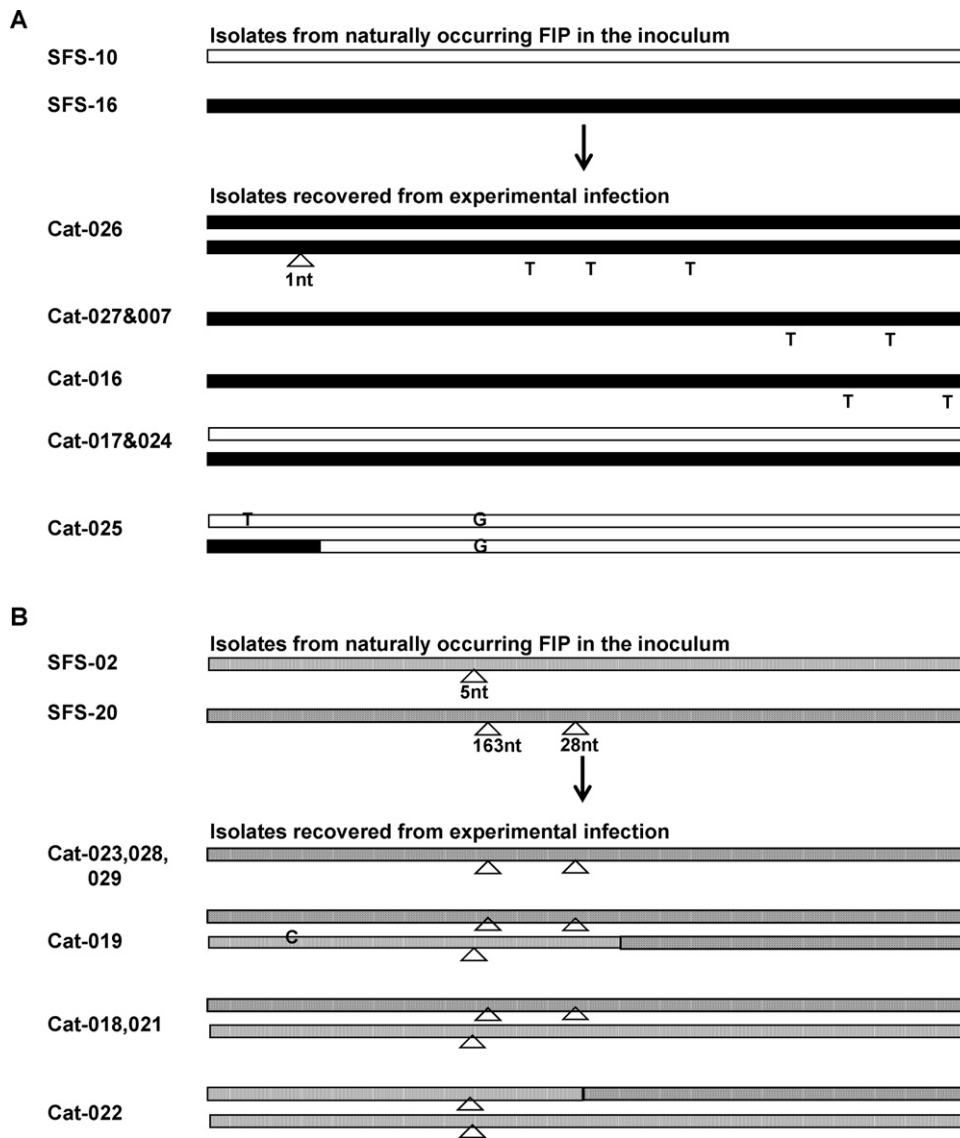 A
Isolates from naturally occurring FIP in the inoculum
SFS-10
SFS-16
Isolates recovered from experimental infection
Cat-026
1nt T T T
Cat-027&007
T T
Cat-016
T T
Cat-017&024
T G
Cat-025
G
B
Isolates from naturally occurring FIP in the inoculum
SFS-02
5nt
SFS-20
163nt 28nt
Isolates recovered from experimental infection
Cat-023,028,
029
C
Cat-019
Cat-018,021
Cat-022